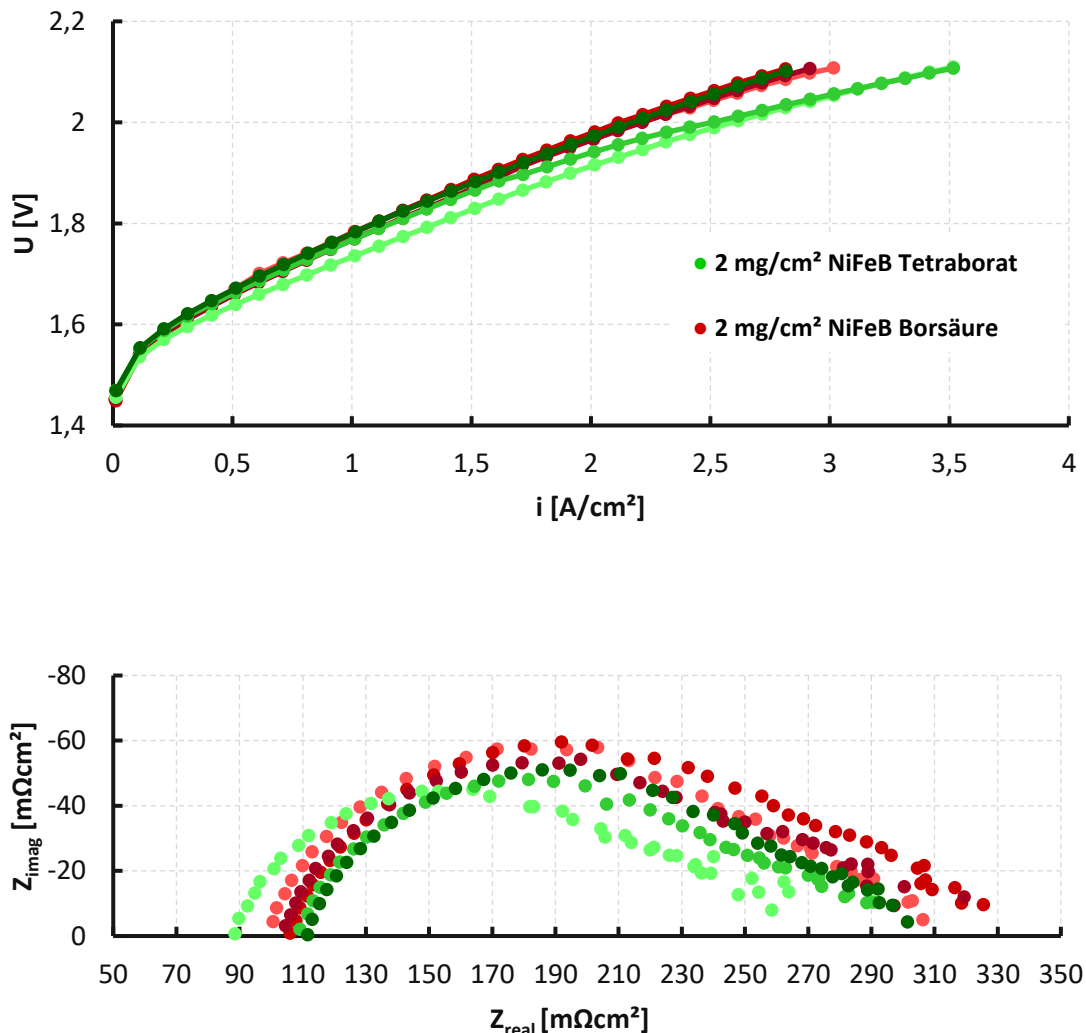 2,2
2
1,8
1,6
1,4
U [V]
2 mg/cm² NiFeB Tetraborat
2 mg/cm² NiFeB Borsäure
0 0,5 1 1,5 2 2,5 3 3,5 4
i [A/cm²]
-80
-60
-40
-20
0
Zimag [mΩcm²]
50 70 90 110 130 150 170 190 210 230 250 270 290 310 330 350
Zreal [mΩcm²]